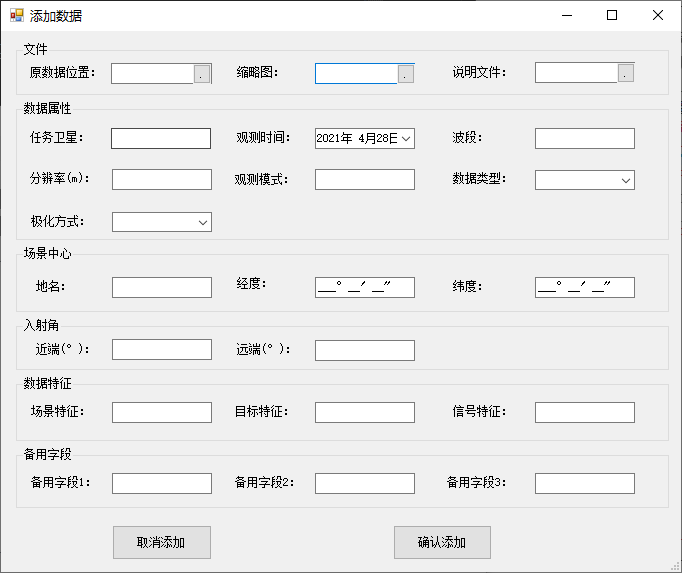 添加数据
文件
原数据位置: . 缩略图: . 说明文件: .
数据属性
任务卫星: 观测时间: 2021年 4月28日 波段:
分辨率(m): 观测模式: 数据类型:
极化方式:
场景中心
地名: 经度: ___° __′ __″ 纬度: ___° __′ __″
入射角
近端(°): 远端(°):
数据特征
场景特征: 目标特征: 信号特征:
备用字段
备用字段1: 备用字段2: 备用字段3:
取消添加 确认添加